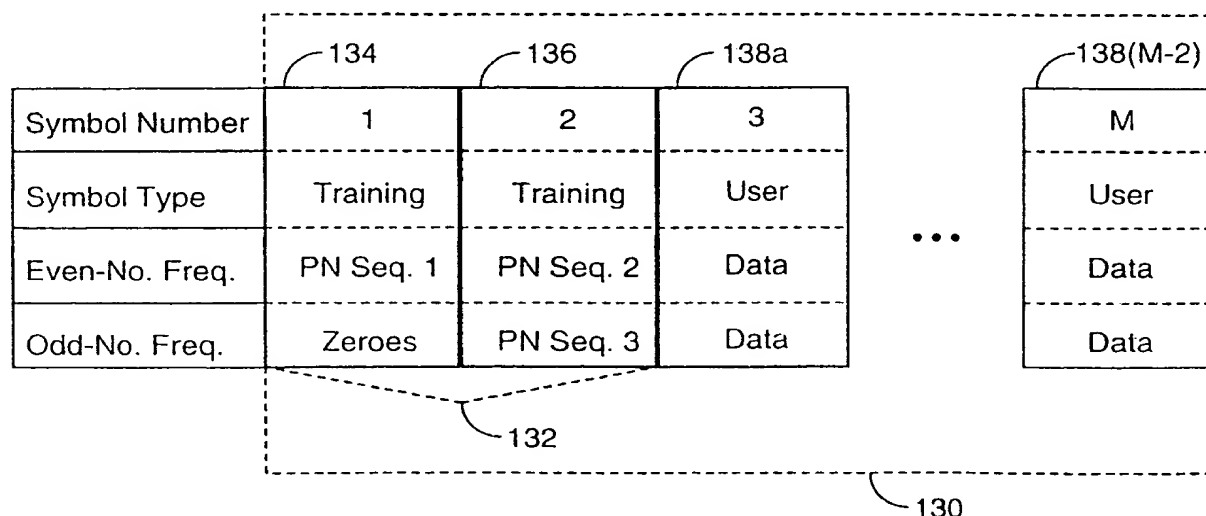 134 136 138a 138(M-2)
Symbol Number 1 2 3 M
Symbol Type Training Training User User
Even-No. Freq. PN Seq. 1 PN Seq. 2 Data ••• Data
Odd-No. Freq. Zeroes PN Seq. 3 Data Data
132
130